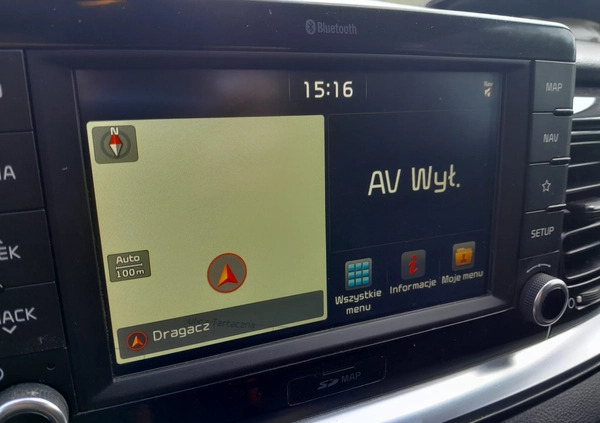 Bluetooth
15:16
N
AV Wył.
Auto
100m
Dragacz
Wszystkie
menu
Informacje
Moje menu
MAP
NAV
SETUP
SD MAP